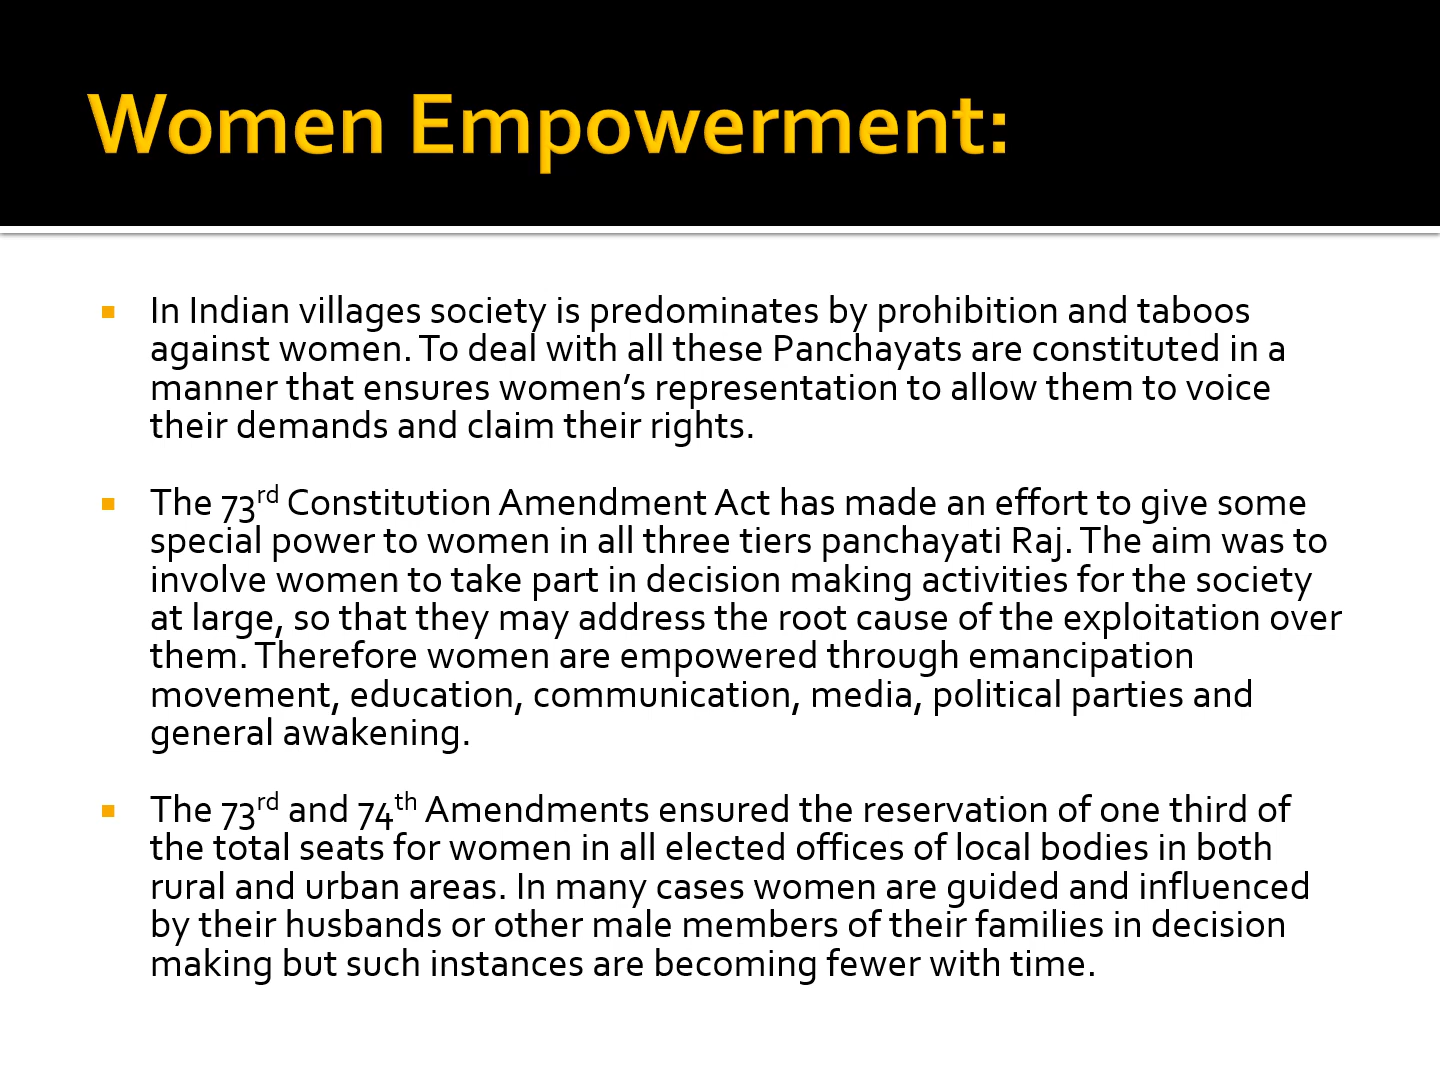 Women Empowerment:
In Indian villages society is predominates by prohibition and taboos
against women. To deal with all these Panchayats are constituted in a
manner that ensures women’s representation to allow them to voice
their demands and claim their rights.
The 73rd Constitution Amendment Act has made an effort to give some
special power to women in all three tiers panchayati Raj. The aim was to
involve women to take part in decision making activities for the society
at large, so that they may address the root cause of the exploitation over
them. Therefore women are empowered through emancipation
movement, education, communication, media, political parties and
general awakening.
The 73rd and 74th Amendments ensured the reservation of one third of
the total seats for women in all elected offices of local bodies in both
rural and urban areas. In many cases women are guided and influenced
by their husbands or other male members of their families in decision
making but such instances are becoming fewer with time.